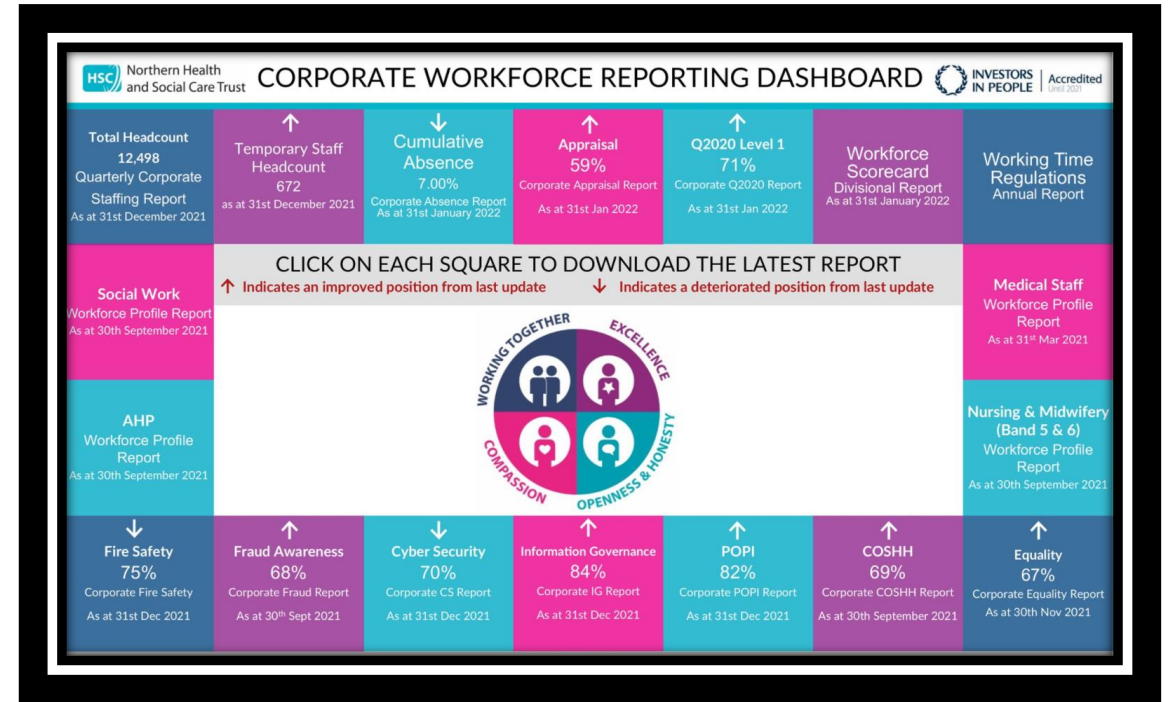 HSC Northern Health
and Social Care Trust
CORPORATE WORKFORCE REPORTING DASHBOARD
INVESTORS
IN PEOPLE
Accredited
Until 2021
Total Headcount
12,498
Quarterly Corporate
Staffing Report
As at 31st December 2021
↑
Temporary Staff
Headcount
672
as at 31st December 2021
↓
Cumulative
Absence
7.00%
Corporate Absence Report
As at 31st January 2022
↑
Appraisal
59%
Corporate Appraisal Report
As at 31st Jan 2022
↑
Q2020 Level 1
71%
Corporate Q2020 Report
As at 31st Jan 2022
Workforce
Scorecard
Divisional Report
As at 31st January 2022
Working Time
Regulations
Annual Report
CLICK ON EACH SQUARE TO DOWNLOAD THE LATEST REPORT
↑ Indicates an improved position from last update
↓ Indicates a deteriorated position from last update
Social Work
Workforce Profile Report
As at 30th September 2021
WORKING TOGETHER
EXCELLENCE
COMPASSION
OPENNESS & HONESTY
Medical Staff
Workforce Profile
Report
As at 31st Mar 2021
AHP
Workforce Profile
Report
As at 30th September 2021
Nursing & Midwifery
(Band 5 & 6)
Workforce Profile
Report
As at 30th September 2021
↓
Fire Safety
75%
Corporate Fire Safety
As at 31st Dec 2021
↑
Fraud Awareness
68%
Corporate Fraud Report
As at 30th Sept 2021
↓
Cyber Security
70%
Corporate CS Report
As at 31st Dec 2021
↑
Information Governance
84%
Corporate IG Report
As at 31st Dec 2021
↑
POPI
82%
Corporate POPI Report
As at 31st Dec 2021
↑
COSHH
69%
Corporate COSHH Report
As at 30th September 2021
↑
Equality
67%
Corporate Equality Report
As at 30th Nov 2021